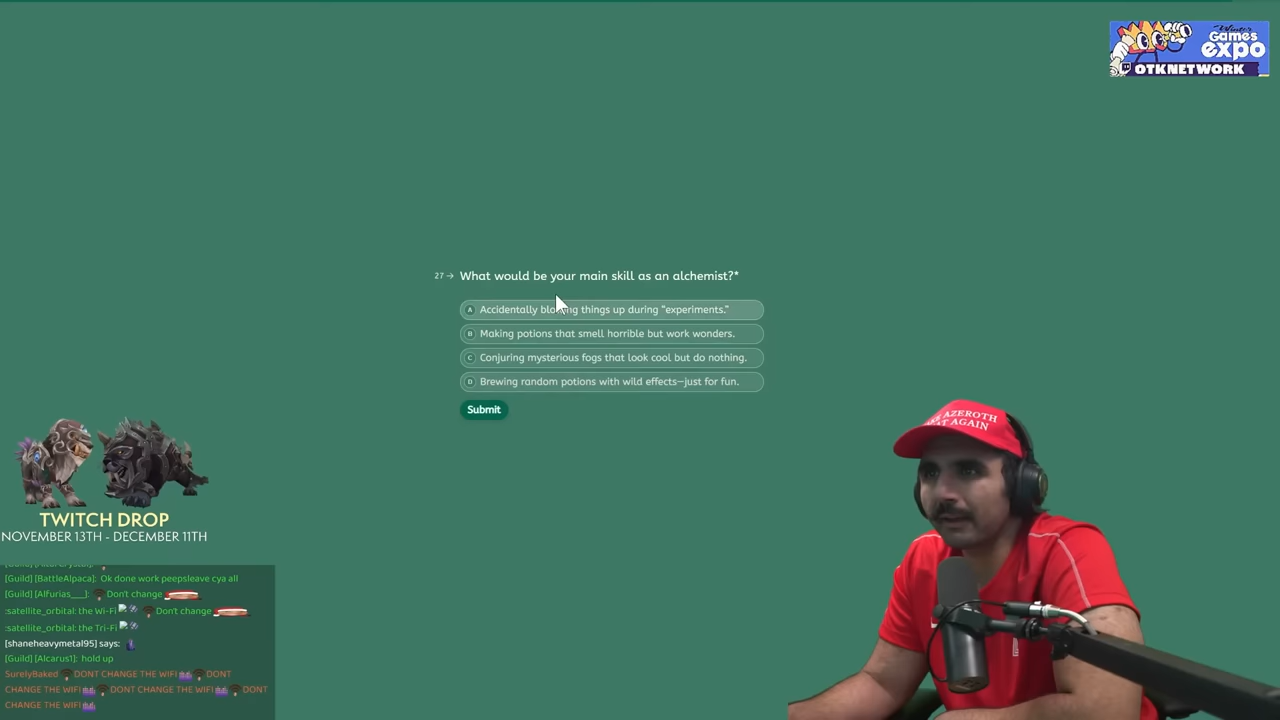 Winter
Games
expo
OTKNETWORK
27
What would be your main skill as an alchemist?*
A Accidentally blowing things up during “experiments.”
B Making potions that smell horrible but work wonders.
C Conjuring mysterious fogs that look cool but do nothing.
D Brewing random potions with wild effects—just for fun.
Submit
AZEROTH
AGAIN
TWITCH DROP
NOVEMBER 13TH - DECEMBER 11TH
[Guild] [BattleAlpaca]: Ok done work peepsleave cya all
[Guild] [Alfurias___]: Don't change
:satellite_orbital: the Wi-Fi Don't change
:satellite_orbital: the Tri-Fi
[shaneheavymetal95] says:
[Guild] [Alcarus1]: hold up
SurelyBaked DONT CHANGE THE WIFI DONT
CHANGE THE WIFI DONT CHANGE THE WIFI DONT
CHANGE THE WIFI